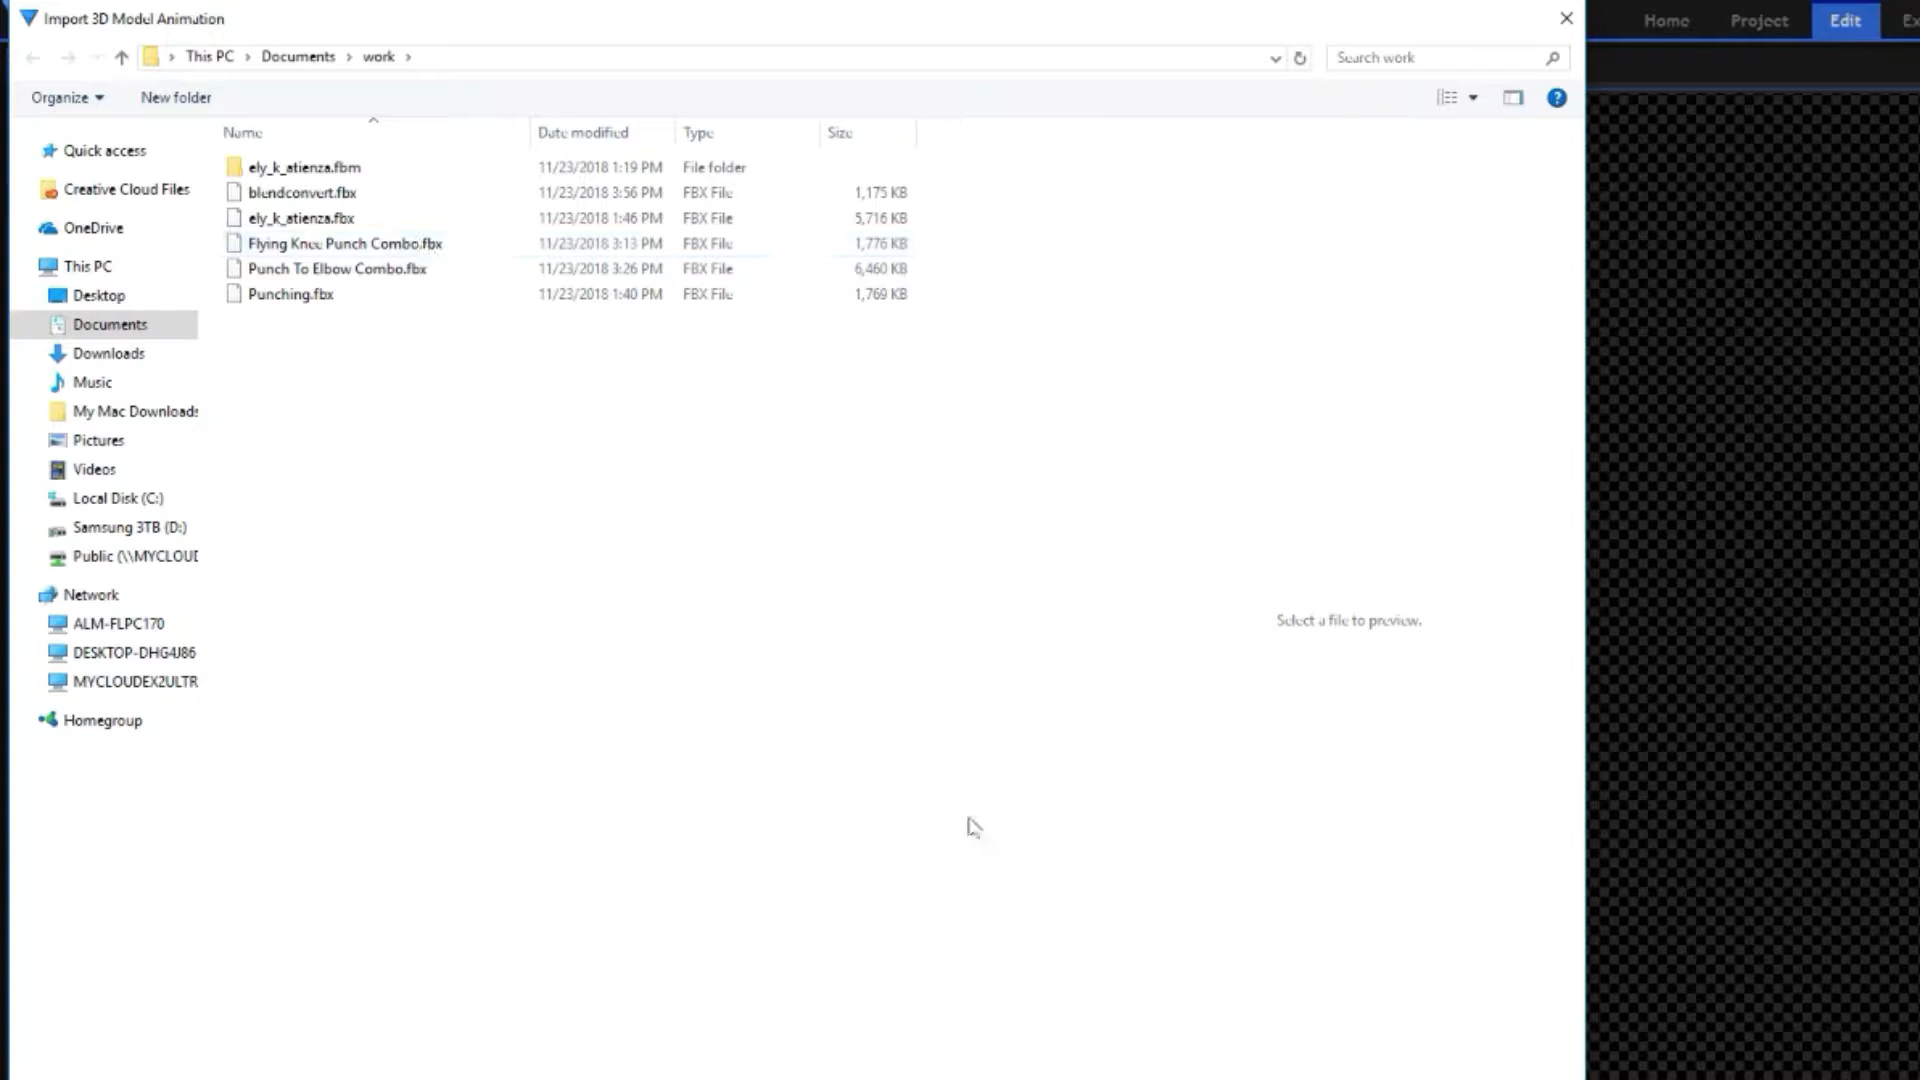 Import 3D Model Animation
Home Project Edit Ex
This PC Documents work
Search work
Organize New folder
Name Date modified Type Size
Quick access
Creative Cloud Files
OneDrive
This PC
Desktop
Documents
Downloads
Music
My Mac Downloads
Pictures
Videos
Local Disk (C:)
Samsung 3TB (D:)
Public (\\MYCLOUD
Network
ALM-FLPC170
DESKTOP-DHG4J86
MYCLOUDEX2ULTR
Homegroup
ely_k_atienza.fbm 11/23/2018 1:19 PM File folder
blendconvert.fbx 11/23/2018 3:56 PM FBX File 1,175 KB
ely_k_atienza.fbx 11/23/2018 1:46 PM FBX File 5,716 KB
Flying Knee Punch Combo.fbx 11/23/2018 3:13 PM FBX File 1,776 KB
Punch To Elbow Combo.fbx 11/23/2018 3:26 PM FBX File 6,460 KB
Punching.fbx 11/23/2018 1:40 PM FBX File 1,769 KB
Select a file to preview.